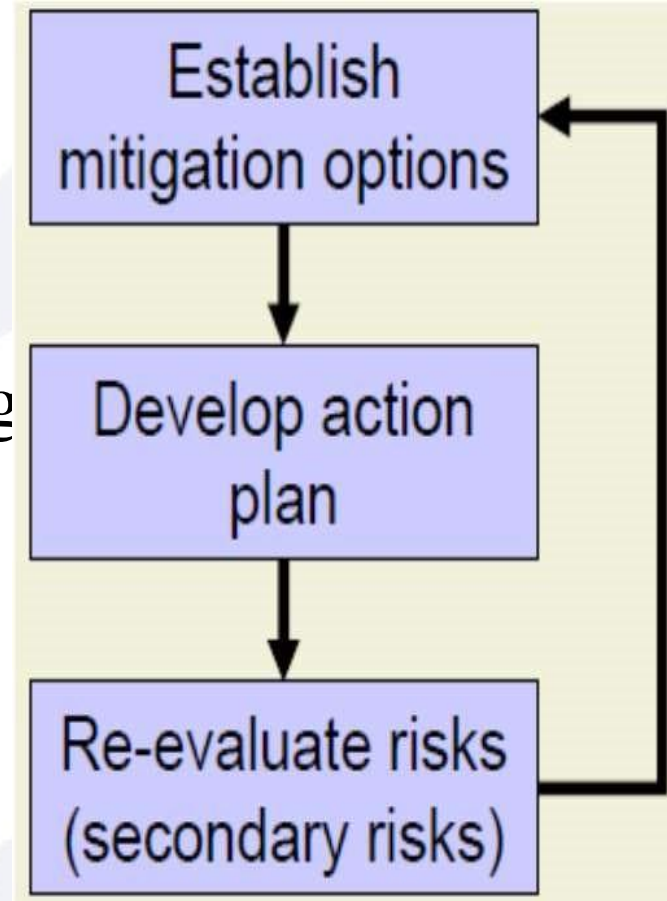 Establish
mitigation options
g
Develop action
plan
Re-evaluate risks
(secondary risks)